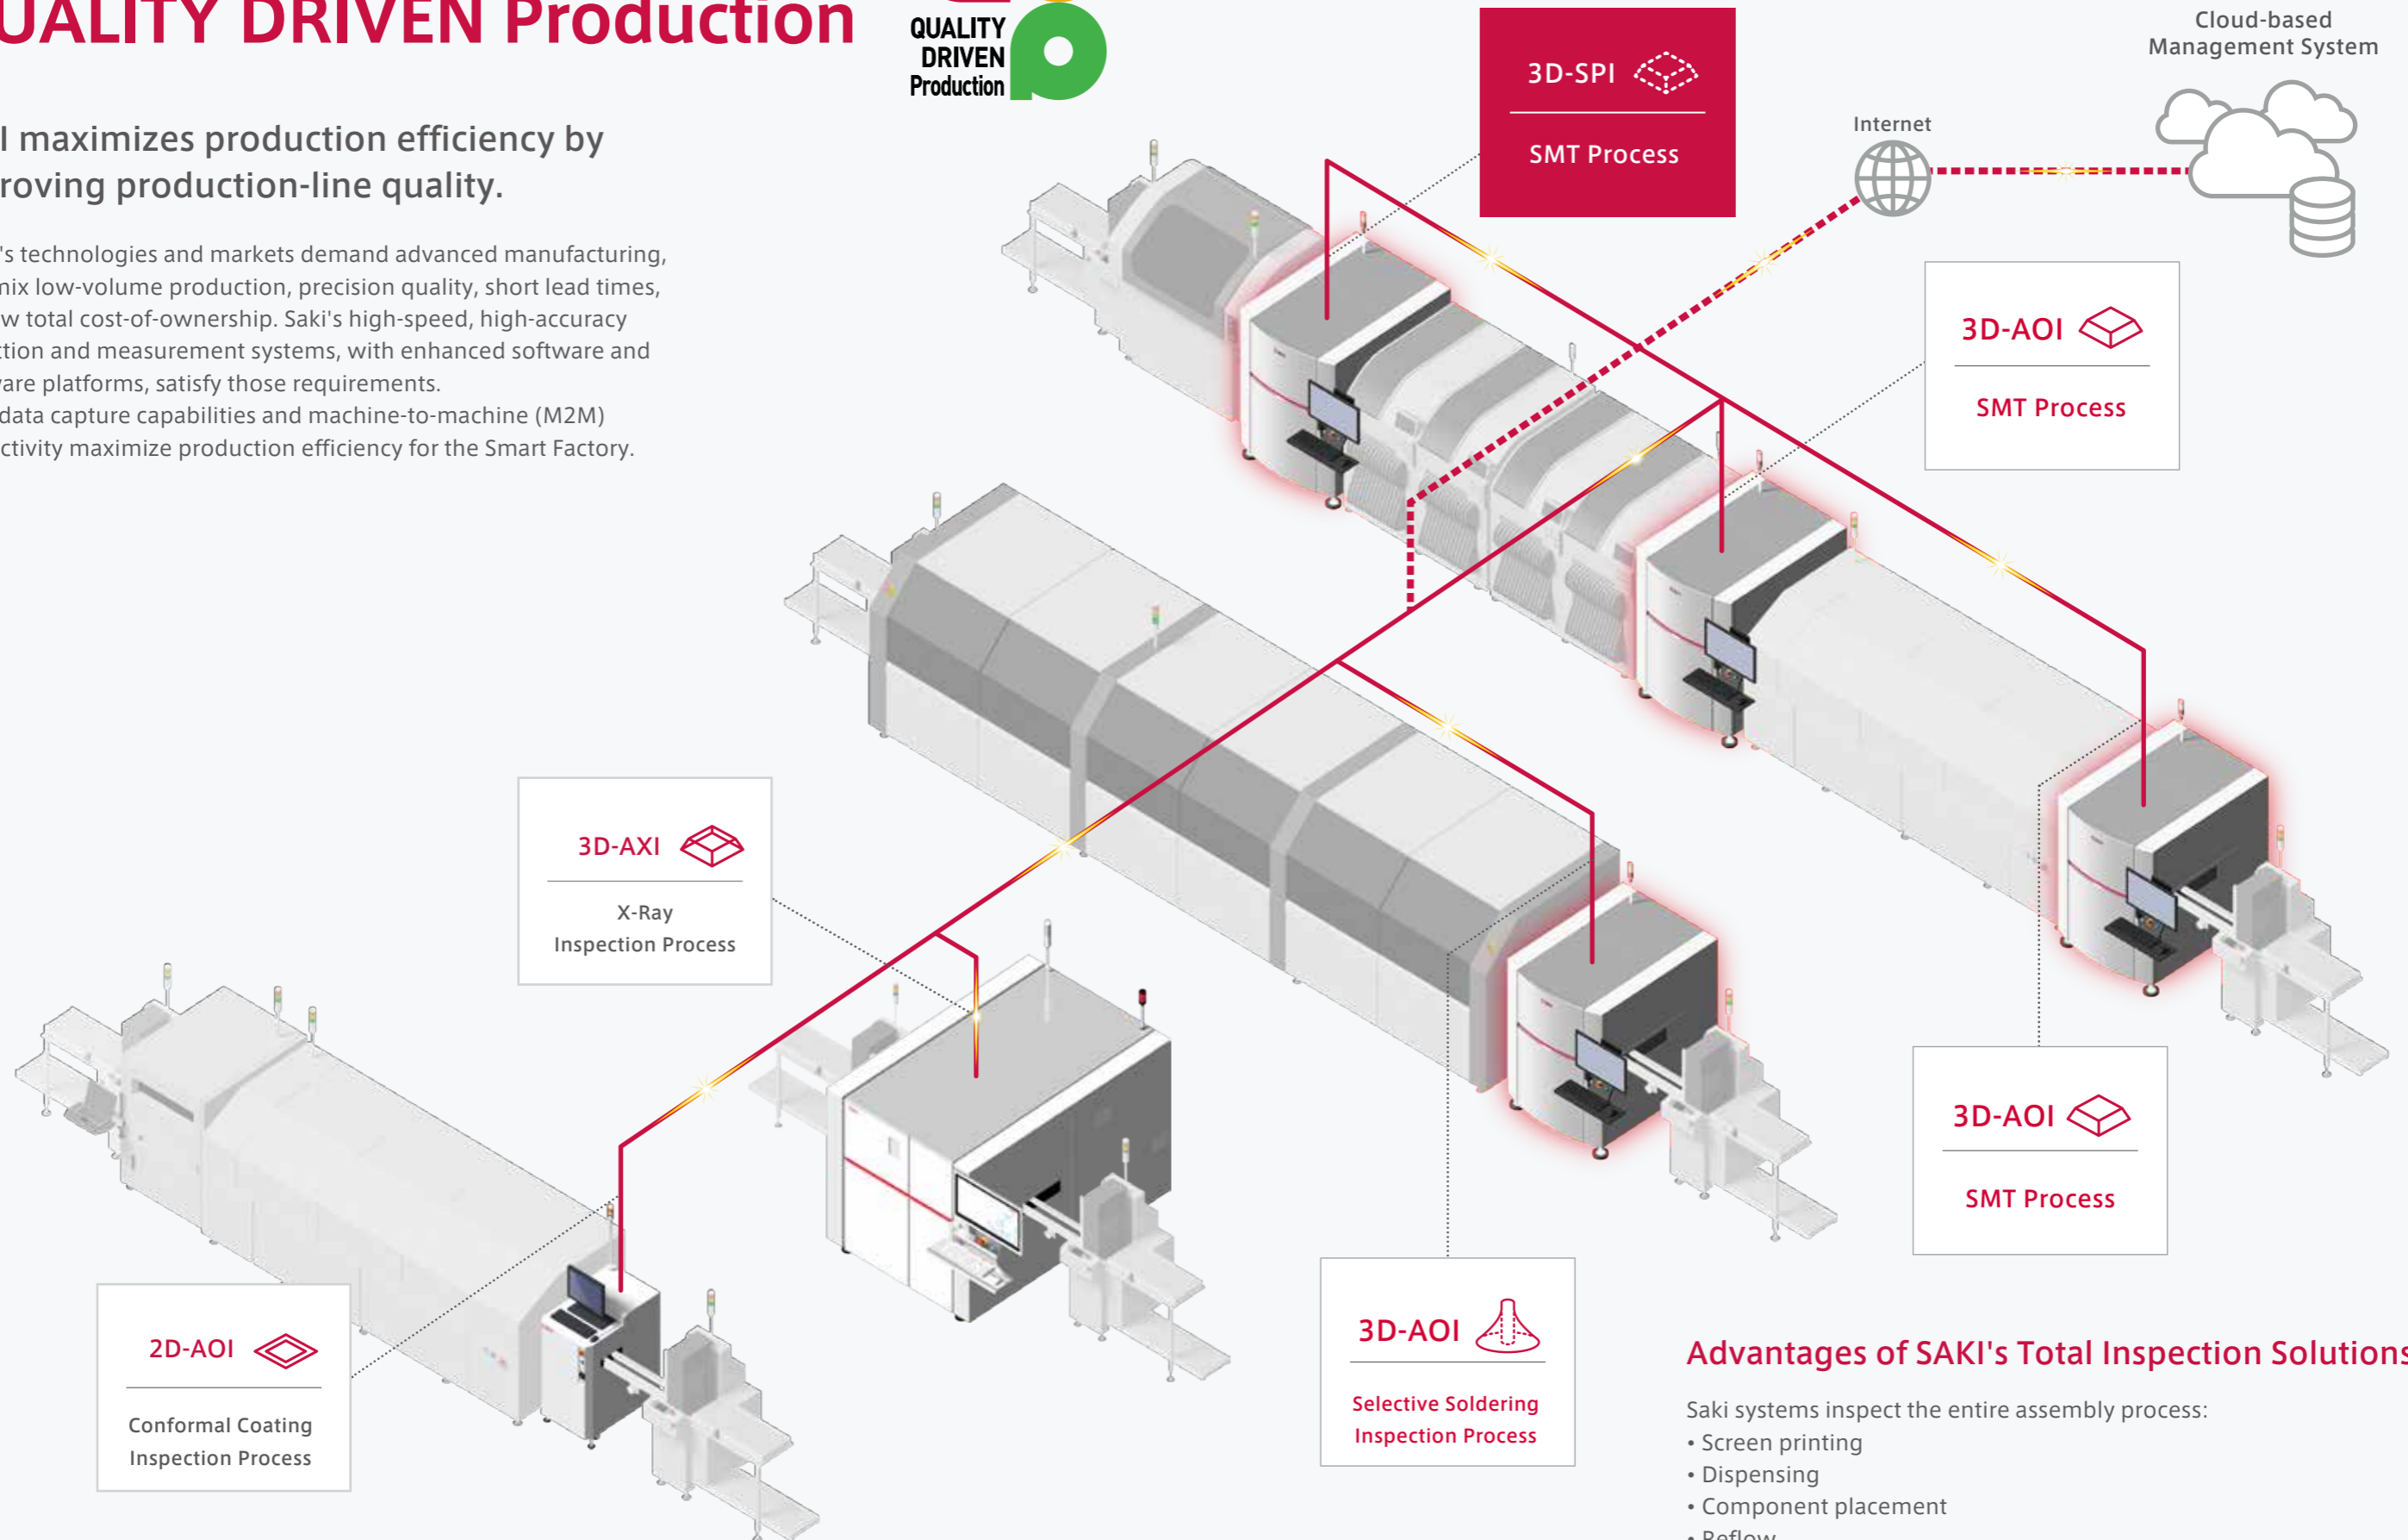 UALITY DRIVEN Production
QUALITY
DRIVEN
Production
I maximizes production efficiency by
roving production-line quality.
's technologies and markets demand advanced manufacturing,
mix low-volume production, precision quality, short lead times,
w total cost-of-ownership. Saki's high-speed, high-accuracy
ction and measurement systems, with enhanced software and
ware platforms, satisfy those requirements.
data capture capabilities and machine-to-machine (M2M)
ctivity maximize production efficiency for the Smart Factory.
3D-SPI
SMT Process
Internet
Cloud-based
Management System
3D-AOI
SMT Process
3D-AXI
X-Ray
Inspection Process
3D-AOI
SMT Process
2D-AOI
Conformal Coating
Inspection Process
3D-AOI
Selective Soldering
Inspection Process
Advantages of SAKI's Total Inspection Solutions
Saki systems inspect the entire assembly process:
• Screen printing
• Dispensing
• Component placement
• Reflow